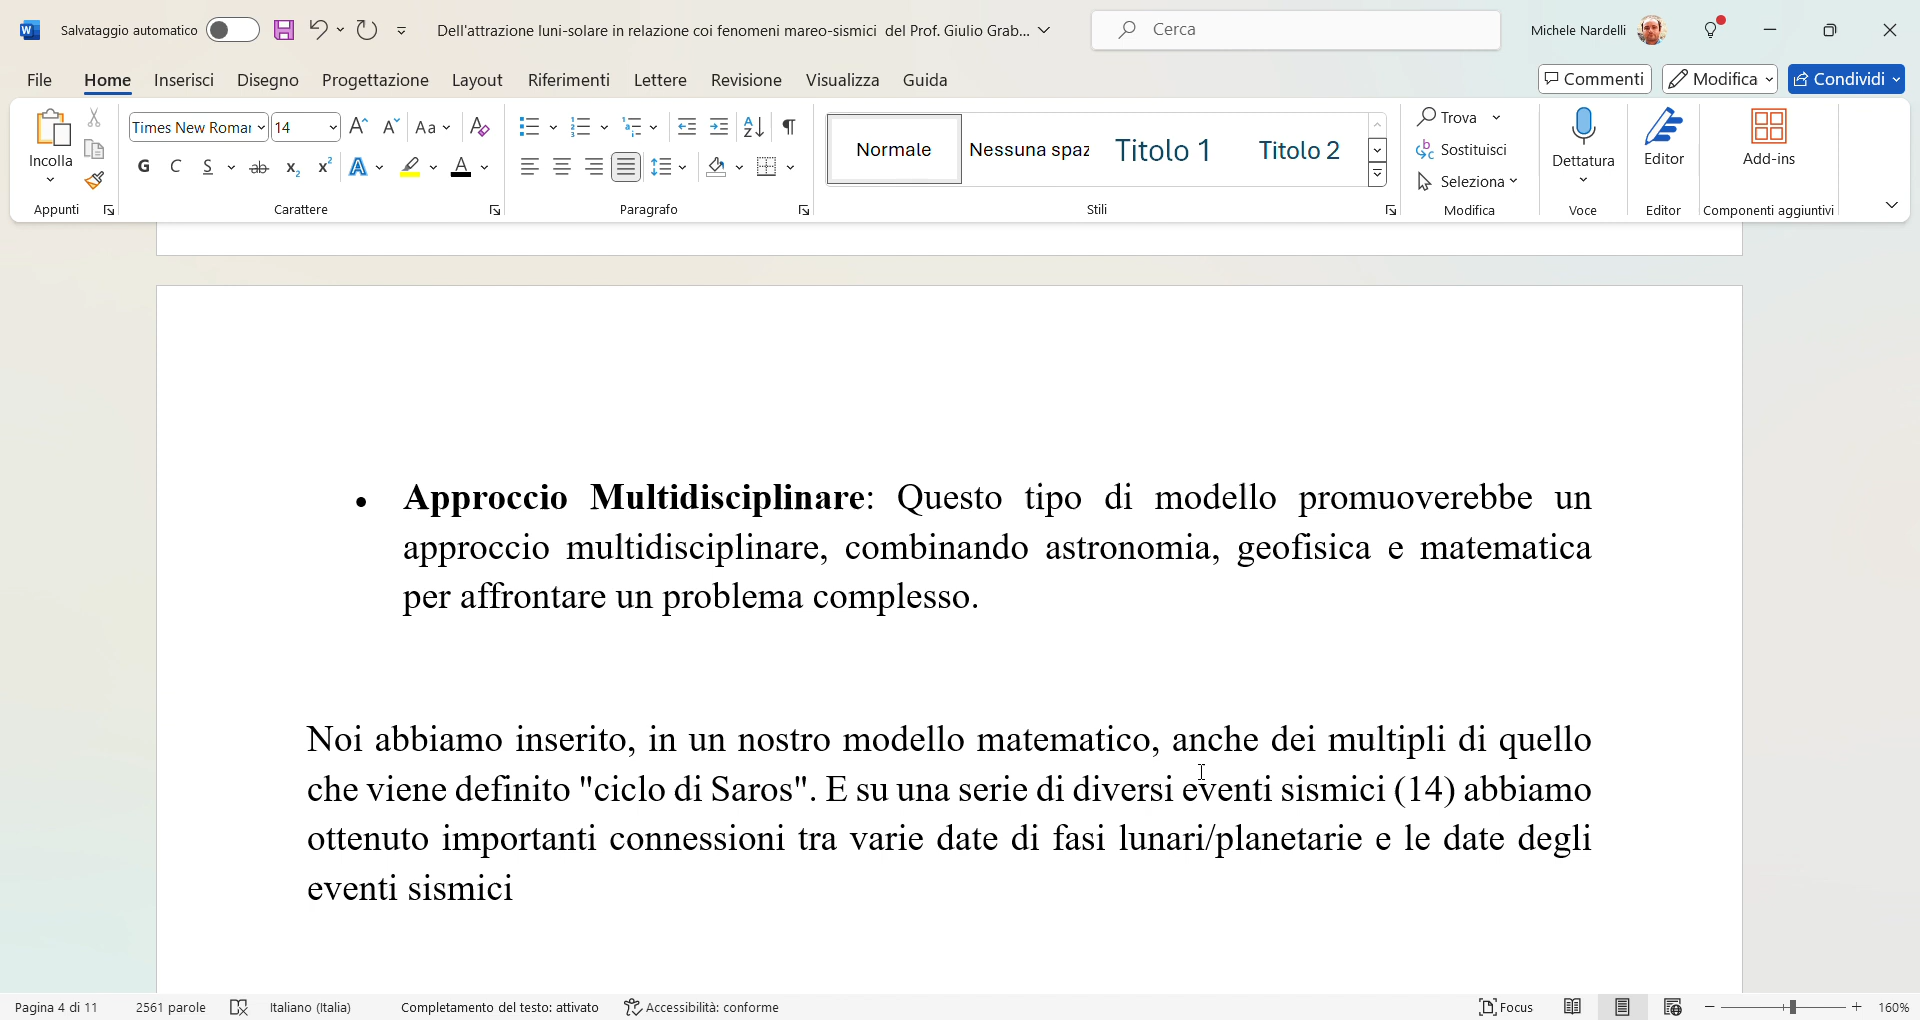 Salvataggio automatico
Dell'attrazione luni-solare in relazione coi fenomeni mareo-sismici del Prof. Giulio Grab...
Cerca
Michele Nardelli
File Home Inserisci Disegno Progettazione Layout Riferimenti Lettere Revisione Visualizza Guida
Commenti Modifica Condividi
Incolla
Appunti
Times New Roman 14
Aa
G C S ab x₂ x² A A
Carattere
Paragrafo
Normale Nessuna spaz Titolo 1 Titolo 2
Stili
Trova
Sostituisci
Seleziona
Modifica
Dettatura
Voce
Editor
Editor
Add-ins
Componenti aggiuntivi
• Approccio Multidisciplinare: Questo tipo di modello promuoverebbe un
approccio multidisciplinare, combinando astronomia, geofisica e matematica
per affrontare un problema complesso.
Noi abbiamo inserito, in un nostro modello matematico, anche dei multipli di quello
che viene definito "ciclo di Saros". E su una serie di diversi eventi sismici (14) abbiamo
ottenuto importanti connessioni tra varie date di fasi lunari/planetarie e le date degli
eventi sismici
Pagina 4 di 11 2561 parole Italiano (Italia) Completamento del testo: attivato Accessibilità: conforme Focus 160%